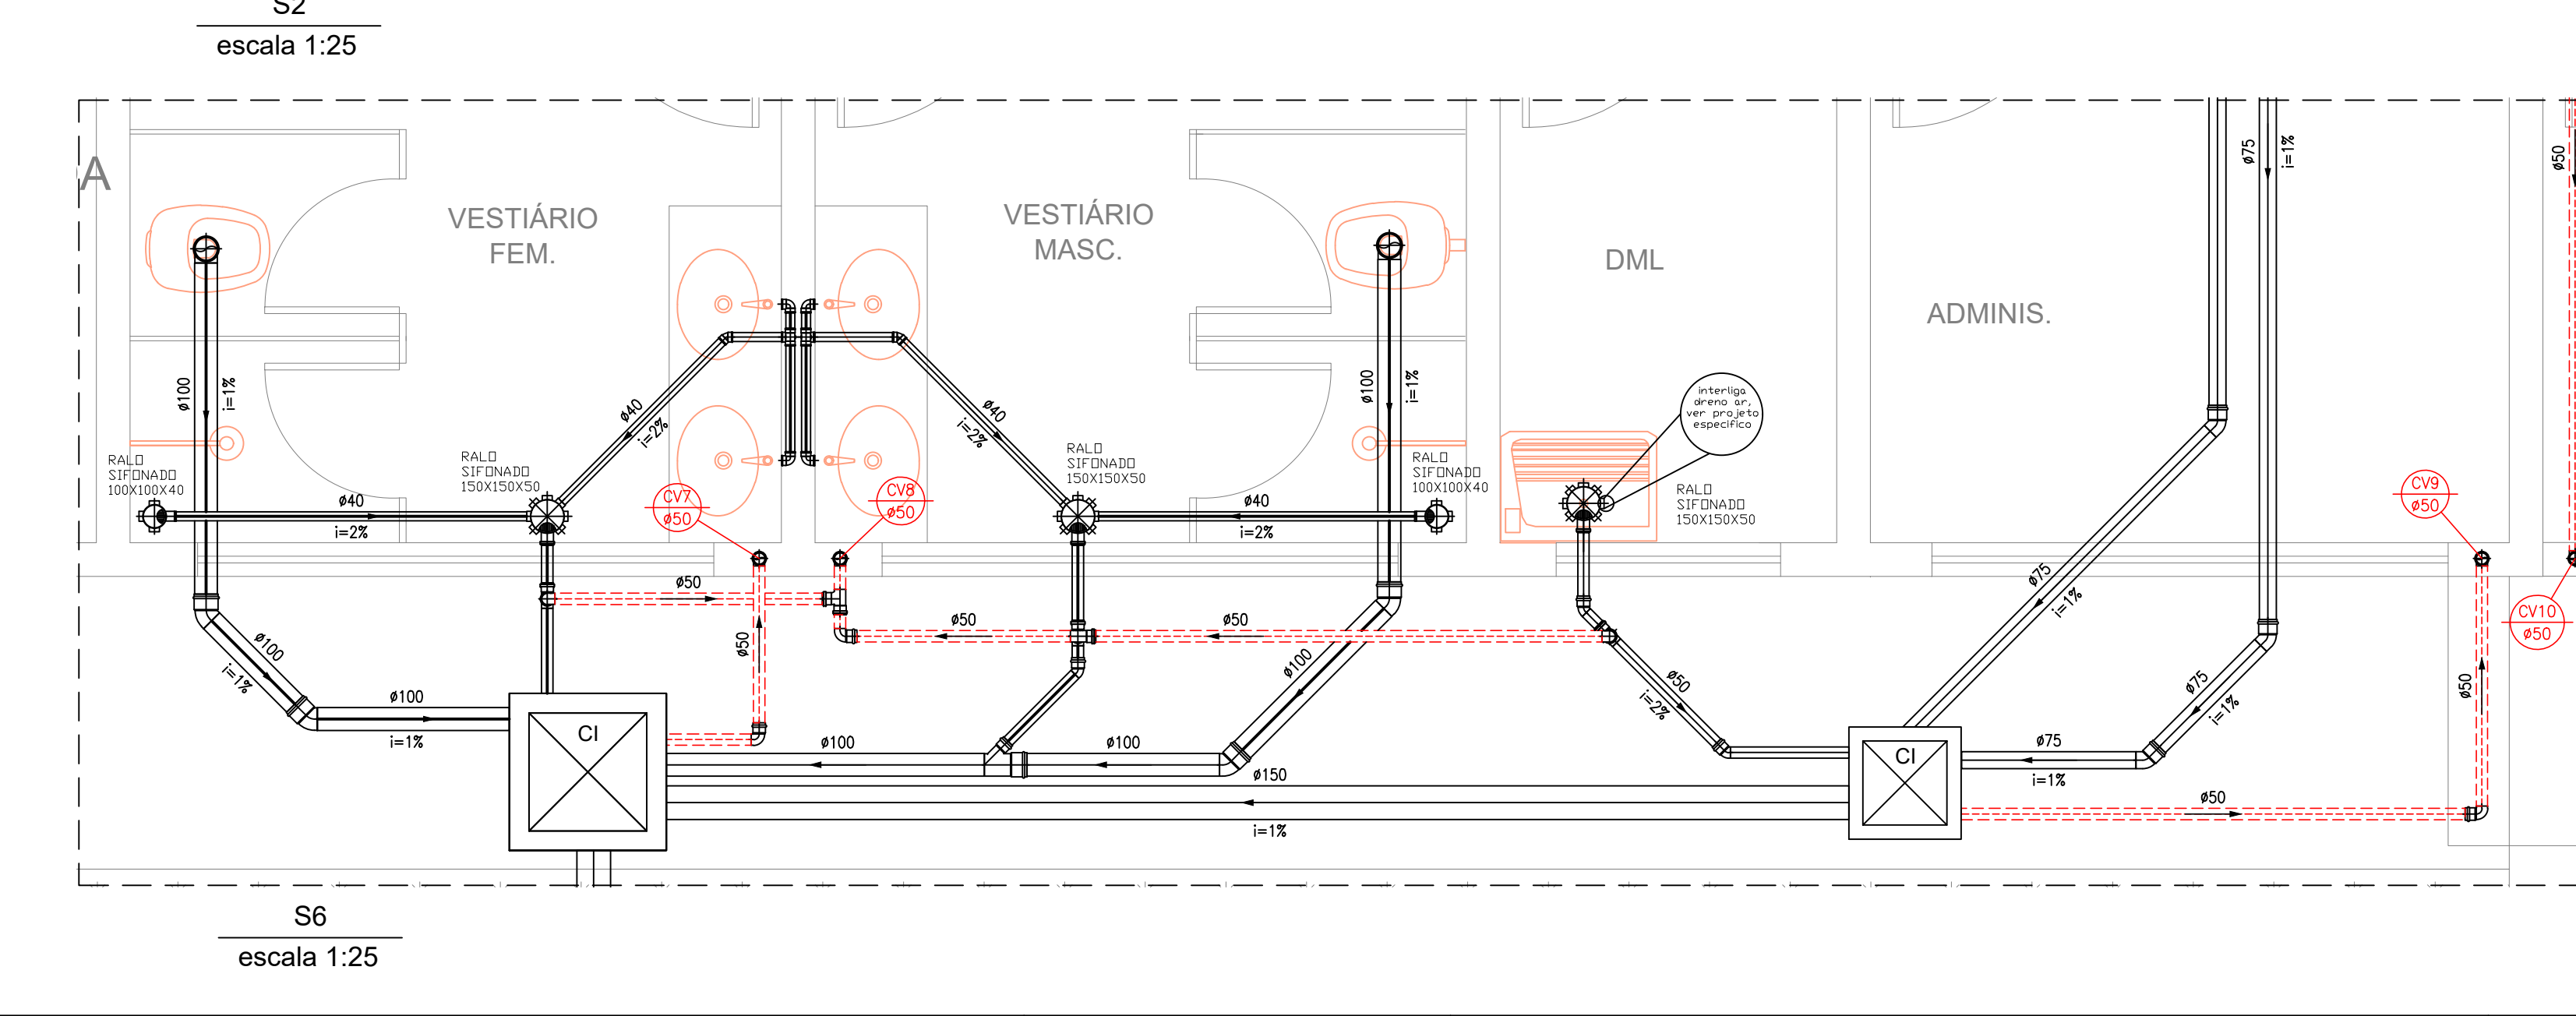 S2
escala 1:25
A
VESTIÁRIO
FEM.
VESTIÁRIO
MASC.
DML
ADMINIS.
ø75
i=1%
ø50
ø100
i=1%
ø40
i=2%
ø40
i=2%
ø100
i=1%
interliga
dreno ar,
ver projeto
especifico
RALO
SIFONADO
100X100X40
RALO
SIFONADO
150X150X50
RALO
SIFONADO
150X150X50
RALO
SIFONADO
100X100X40
RALO
SIFONADO
150X150X50
ø40
i=2%
CV7
ø50
CV8
ø50
ø40
i=2%
CV9
ø50
CV10
ø50
ø50
ø50
ø50
ø50
ø75
i=1%
ø100
i=1%
ø100
i=1%
ø100
ø50
i=2%
ø75
i=1%
ø50
CI
ø100
ø100
ø150
i=1%
CI
ø75
i=1%
ø50
S6
escala 1:25